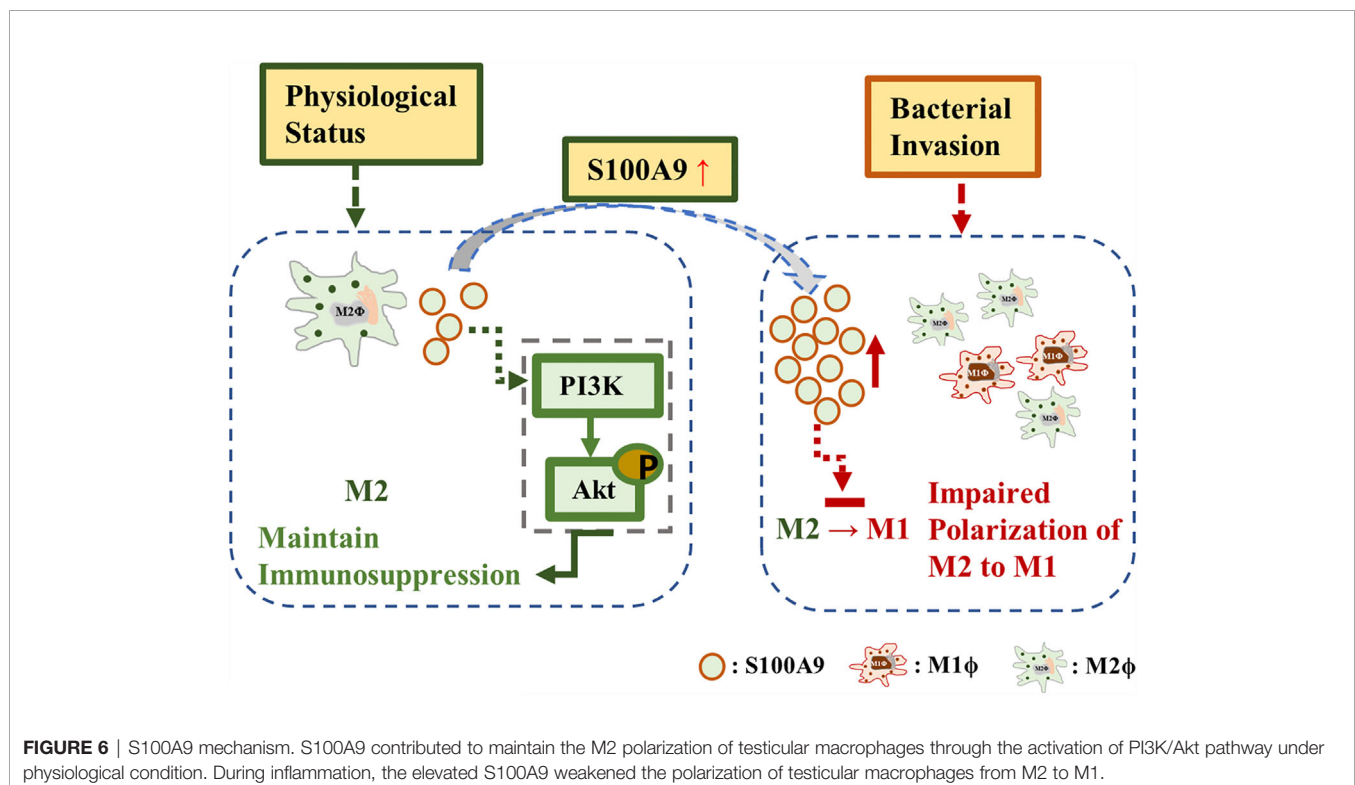 Physiological
Status
Bacterial
Invasion
S100A9 ↑
M2Φ
PI3K
Akt
P
M2
Maintain
Immunosuppression
M2Φ
M2Φ
M1Φ
M1Φ
M2Φ
M2 → M1
Impaired
Polarization of
M2 to M1
: S100A9
M1Φ
: M1ϕ
M2Φ
: M2ϕ
FIGURE 6 | S100A9 mechanism. S100A9 contributed to maintain the M2 polarization of testicular macrophages through the activation of PI3K/Akt pathway under
physiological condition. During inflammation, the elevated S100A9 weakened the polarization of testicular macrophages from M2 to M1.